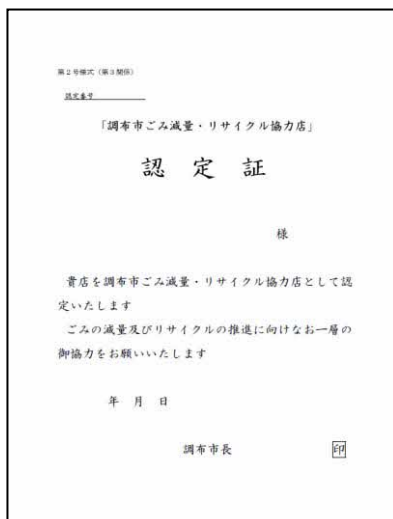 第2号様式(第3関係)
認定番号
「調布市ごみ減量・リサイクル協力店」
認定証
様
貴店を調布市ごみ減量・リサイクル協力店として認
定いたします
ごみの減量及びリサイクルの推進に向けなお一層の
御協力をお願いいたします
年 月 日
調布市長 印